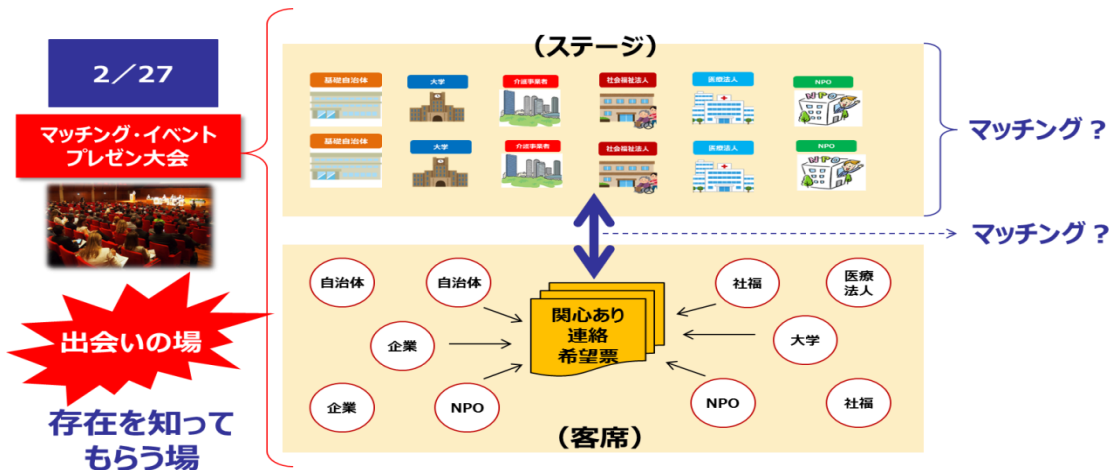 2／27
マッチング・イベント
プレゼン大会
出会いの場
存在を知って
もらう場
（ステージ）
基礎自治体
大学
介護事業者
社会福祉法人
医療法人
NPO
NPO
基礎自治体
大学
介護事業者
社会福祉法人
医療法人
NPO
NPO
マッチング？
マッチング？
自治体
自治体
社福
医療
法人
関心あり
連絡
希望票
企業
大学
企業
NPO
NPO
社福
（客席）